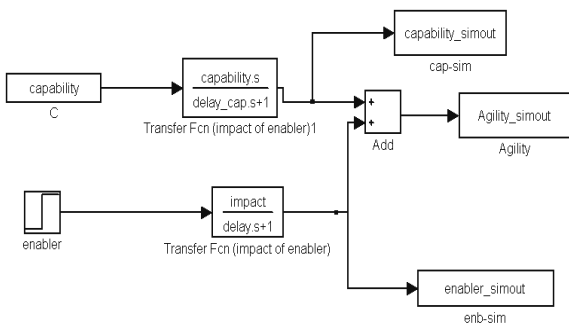 capability_simout
cap-sim
capability
C
capability.s
delay_cap.s+1
Transfer Fcn (impact of enabler)1
+
+
Add
Agility_simout
Agility
enabler
impact
delay.s+1
Transfer Fcn (impact of enabler)
enabler_simout
enb-sim